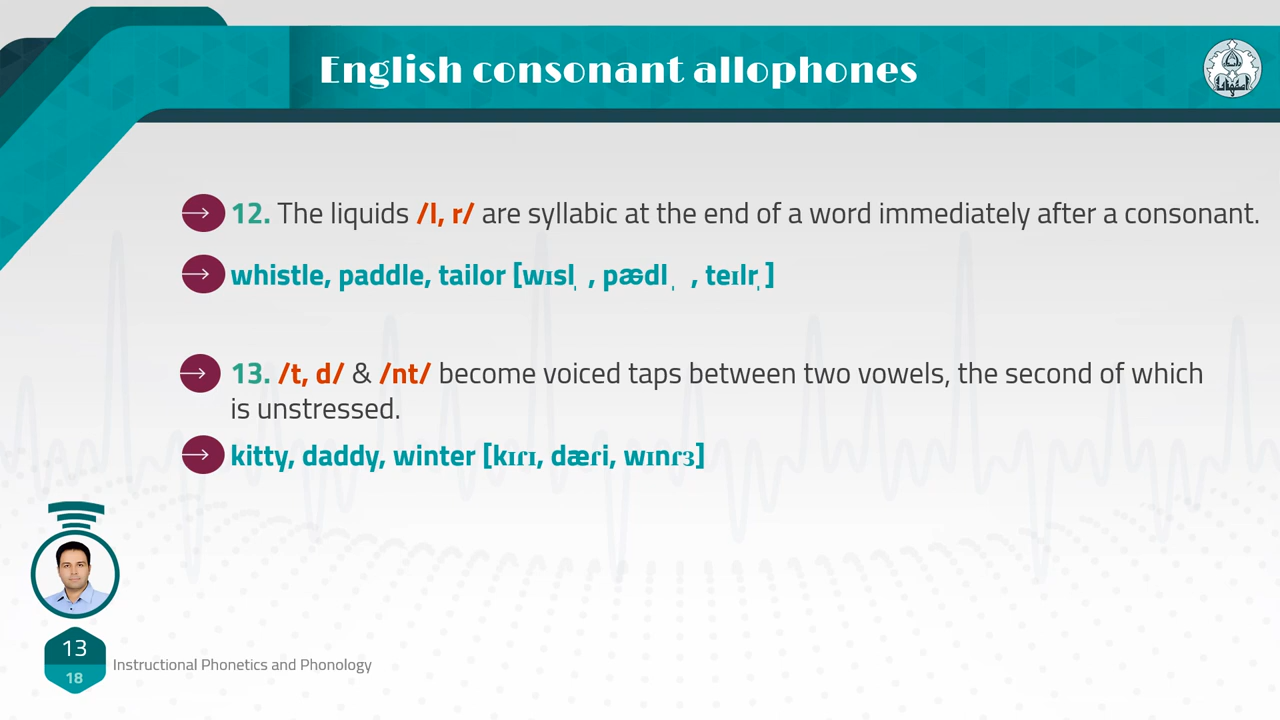 English consonant allophones
12. The liquids /l, r/ are syllabic at the end of a word immediately after a consonant.
whistle, paddle, tailor [wɪsl̩ , pædl̩ , teɪlr̩]
13. /t, d/ & /nt/ become voiced taps between two vowels, the second of which
is unstressed.
kitty, daddy, winter [kɪɾɪ, dæɾi, wɪnɾɜ]
13
18
Instructional Phonetics and Phonology